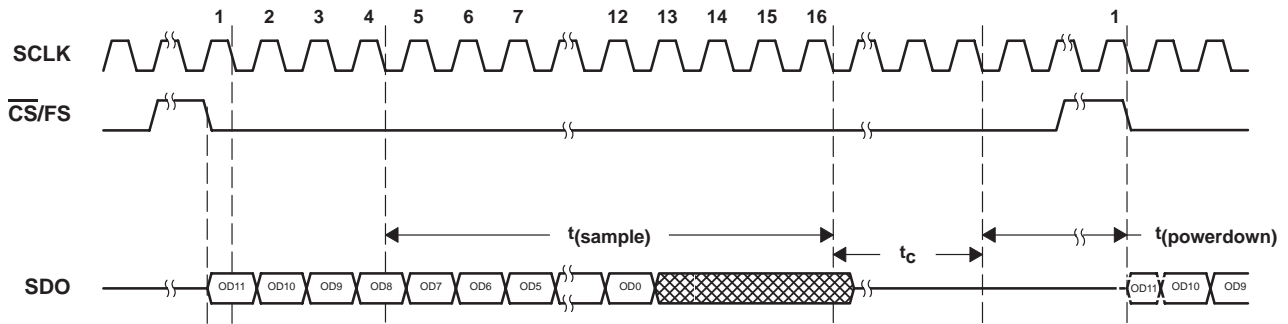 1 2 3 4 5 6 7 12 13 14 15 16 1
SCLK
CS/FS
t(sample) t(powerdown)
tc
SDO OD11 OD10 OD9 OD8 OD7 OD6 OD5 OD0 OD11 OD10 OD9